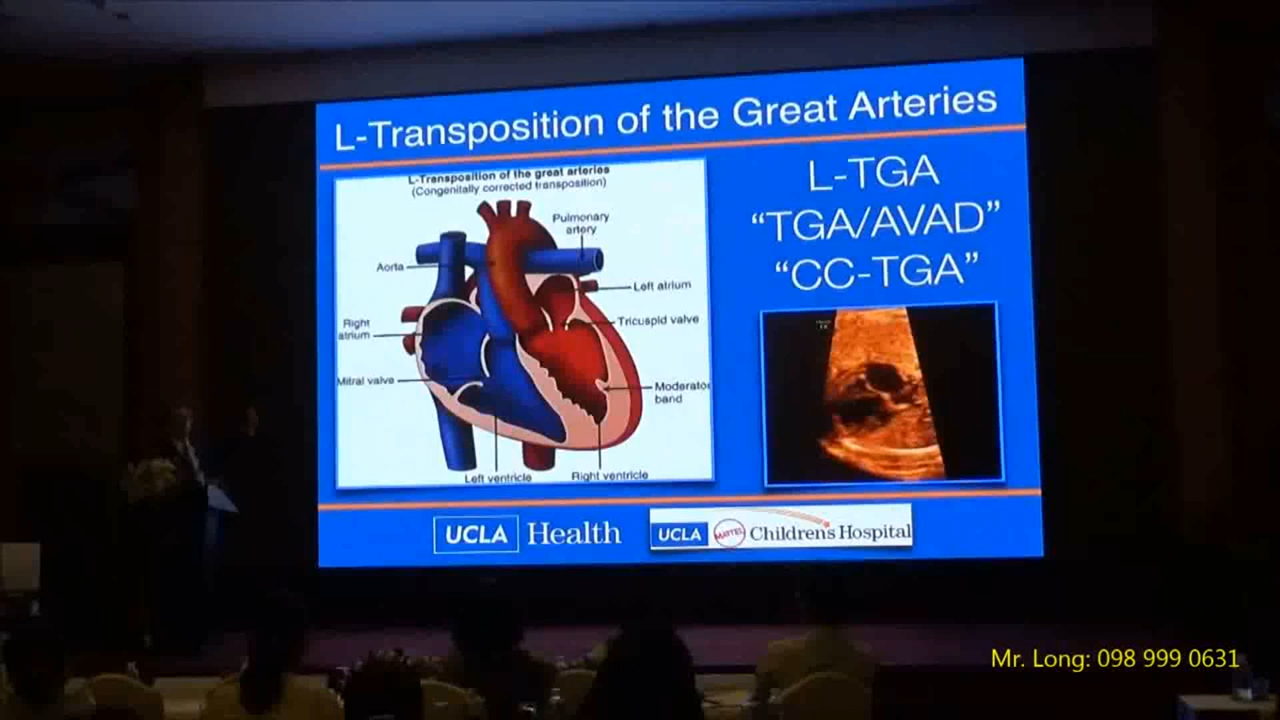 L-Transposition of the Great Arteries
L-Transposition of the great arteries
(Congenitally corrected transposition)
Pulmonary
artery
Aorta
Left atrium
Right
atrium
Tricuspid valve
Mitral valve
Moderator
band
Left ventricle
Right ventricle
L-TGA
“TGA/AVAD”
“CC-TGA”
UCLA Health
UCLA MATTEL Children's Hospital
Mr. Long: 098 999 0631